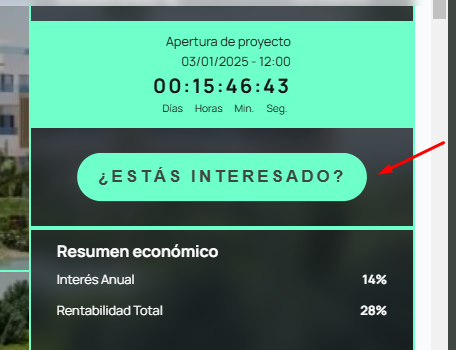 Apertura de proyecto
03/01/2025 - 12:00
00:15:46:43
Días Horas Min. Seg.
¿ESTÁS INTERESADO?
Resumen económico
Interés Anual 14%
Rentabilidad Total 28%